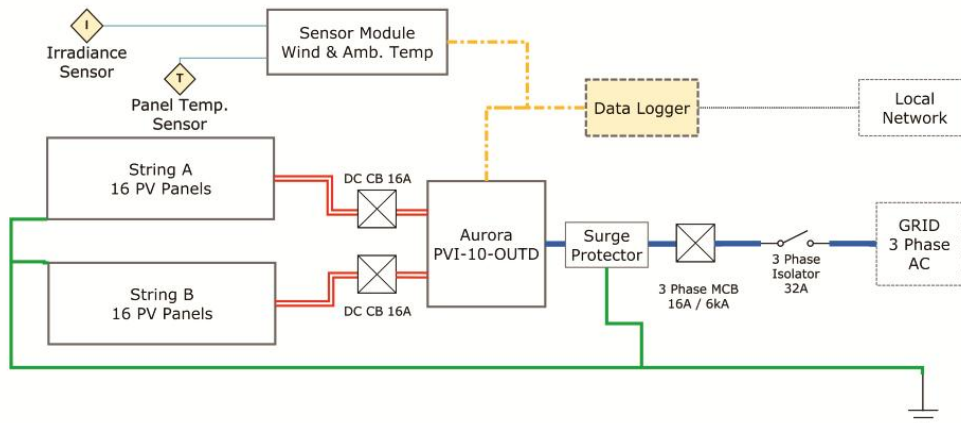 I
Irradiance
Sensor
T
Panel Temp.
Sensor
Sensor Module
Wind & Amb. Temp
Data Logger
Local
Network
String A
16 PV Panels
DC CB 16A
String B
16 PV Panels
DC CB 16A
Aurora
PVI-10-OUTD
Surge
Protector
3 Phase MCB
16A / 6kA
3 Phase
Isolator
32A
GRID
3 Phase
AC